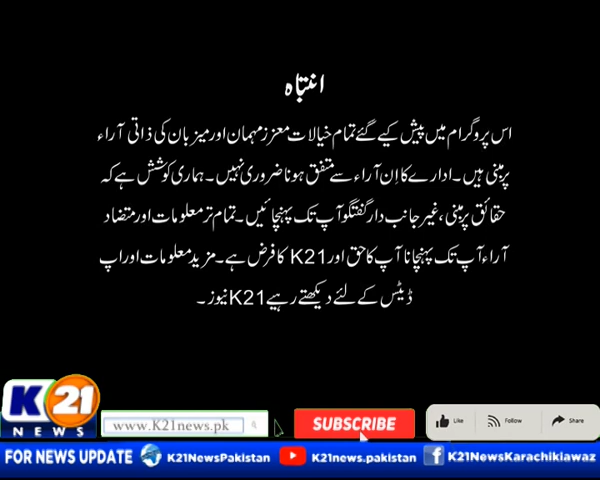 انتباہ
اس پروگرام میں پیش کیے گئے تمام خیالات معزز مہمان اور میزبان کی ذاتی آراء
پر مبنی ہیں۔ ادارے کا اِن آراء سے متفق ہونا ضروری نہیں۔ ہماری کوشش ہے کہ
حقائق پر مبنی، غیر جانب دار گفتگو آپ تک پہنچائیں۔ تمام تر معلومات اور متضاد
آراء آپ تک پہنچانا آپ کا حق اور K21 کا فرض ہے۔ مزید معلومات اور اپ
ڈیٹس کے لئے دیکھتے رہیے K21 نیوز۔
K21
NEWS
www.K21news.pk
SUBSCRIBE
Like
Follow
Share
FOR NEWS UPDATE
K21NewsPakistan
K21news.pakistan
K21NewsKarachikiawaz